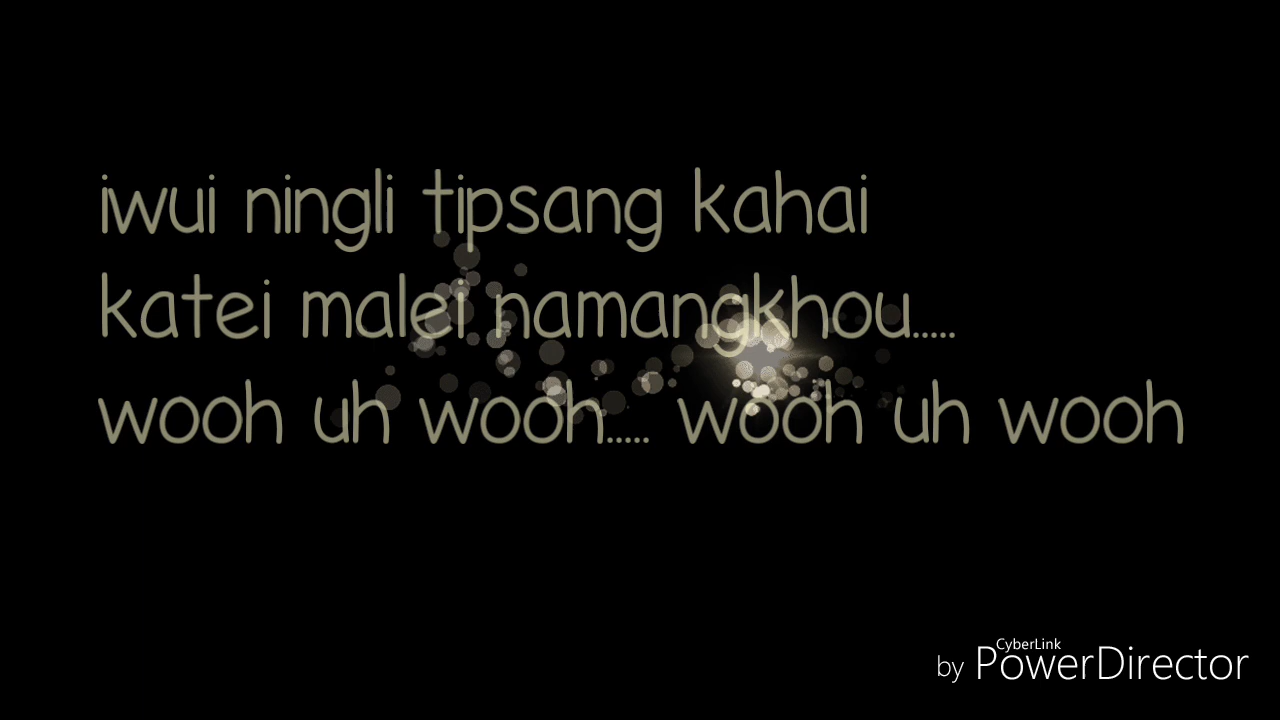 iwui ningli tipsang kahai
katei malei namangkhou.....
wooh uh wooh..... wooh uh wooh
by CyberLink PowerDirector